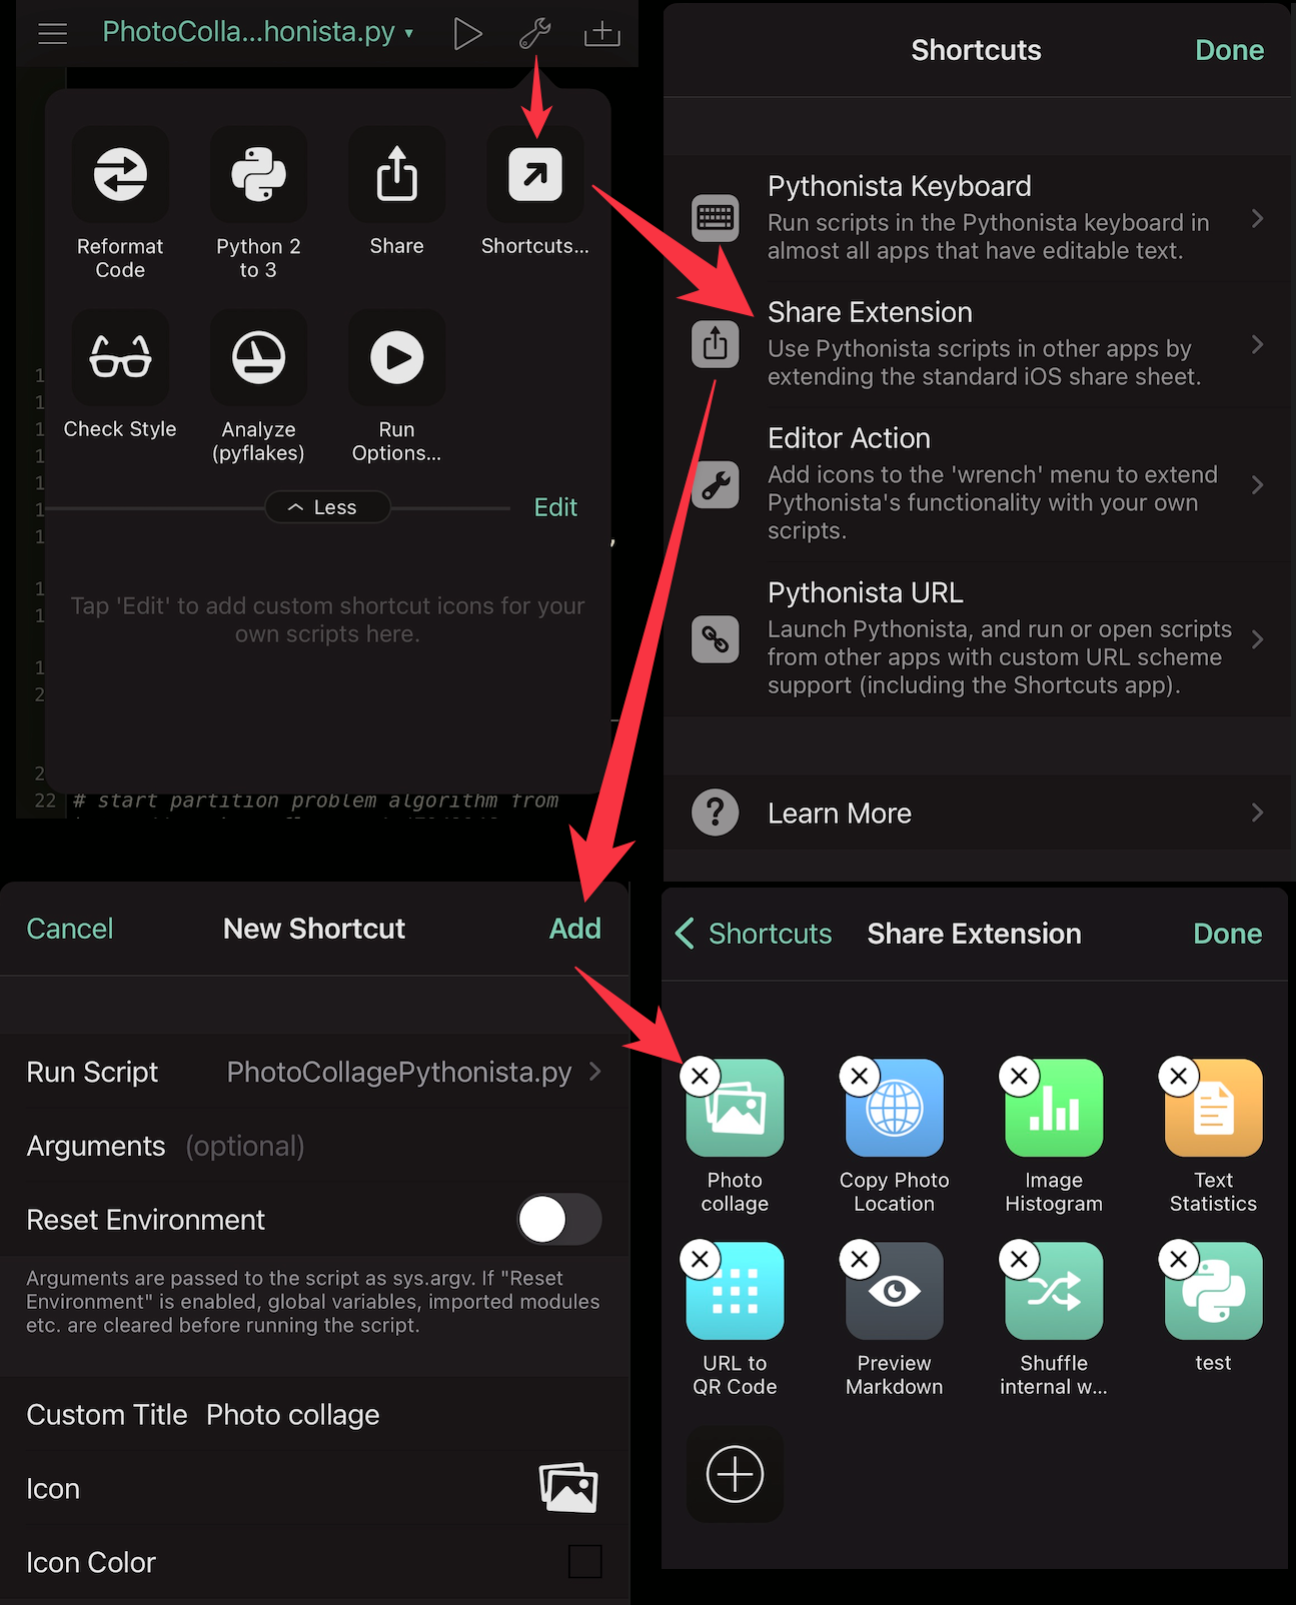 PhotoColla...honista.py ▾
Reformat
Code
Python 2
to 3
Share
Shortcuts...
Check Style
Analyze
(pyflakes)
Run
Options...
Less
Edit
Tap 'Edit' to add custom shortcut icons for your
own scripts here.
22 # start partition problem algorithm from
Shortcuts
Done
Pythonista Keyboard
Run scripts in the Pythonista keyboard in
almost all apps that have editable text.
Share Extension
Use Pythonista scripts in other apps by
extending the standard iOS share sheet.
Editor Action
Add icons to the 'wrench' menu to extend
Pythonista's functionality with your own
scripts.
Pythonista URL
Launch Pythonista, and run or open scripts
from other apps with custom URL scheme
support (including the Shortcuts app).
Learn More
Cancel
New Shortcut
Add
Run Script PhotoCollagePythonista.py
Arguments (optional)
Reset Environment
Arguments are passed to the script as sys.argv. If "Reset
Environment" is enabled, global variables, imported modules
etc. are cleared before running the script.
Custom Title Photo collage
Icon
Icon Color
Shortcuts
Share Extension
Done
Photo
collage
Copy Photo
Location
Image
Histogram
Text
Statistics
URL to
QR Code
Preview
Markdown
Shuffle
internal w...
test